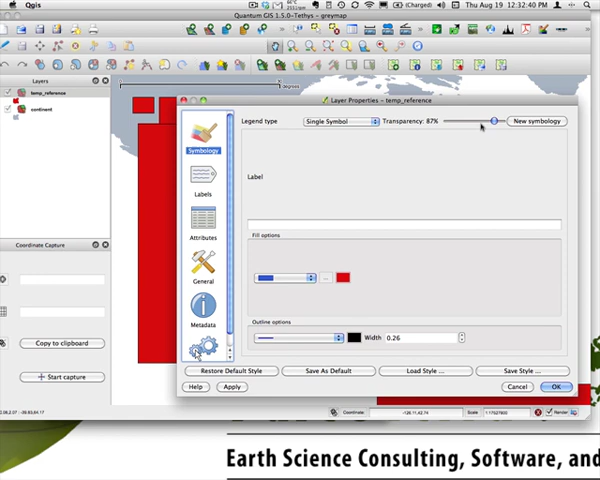 Qgis
(Charged)
Thu Aug 19 12:32:40 PM
Quantum GIS 1.5.0-Tethys - greymap
Layers
temp_reference
continent
degrees
Layer Properties - temp_reference
Legend type
Single Symbol
Transparency: 87%
New symbology
Symbology
Label
Labels
Attributes
Fill options
Coordinate Capture
General
Metadata
Outline options
Width 0.26
Copy to clipboard
Start capture
Restore Default Style
Save As Default
Load Style ...
Save Style ...
Help
Apply
Cancel
OK
Coordinate:
Scale
Render
Earth Science Consulting, Software, and